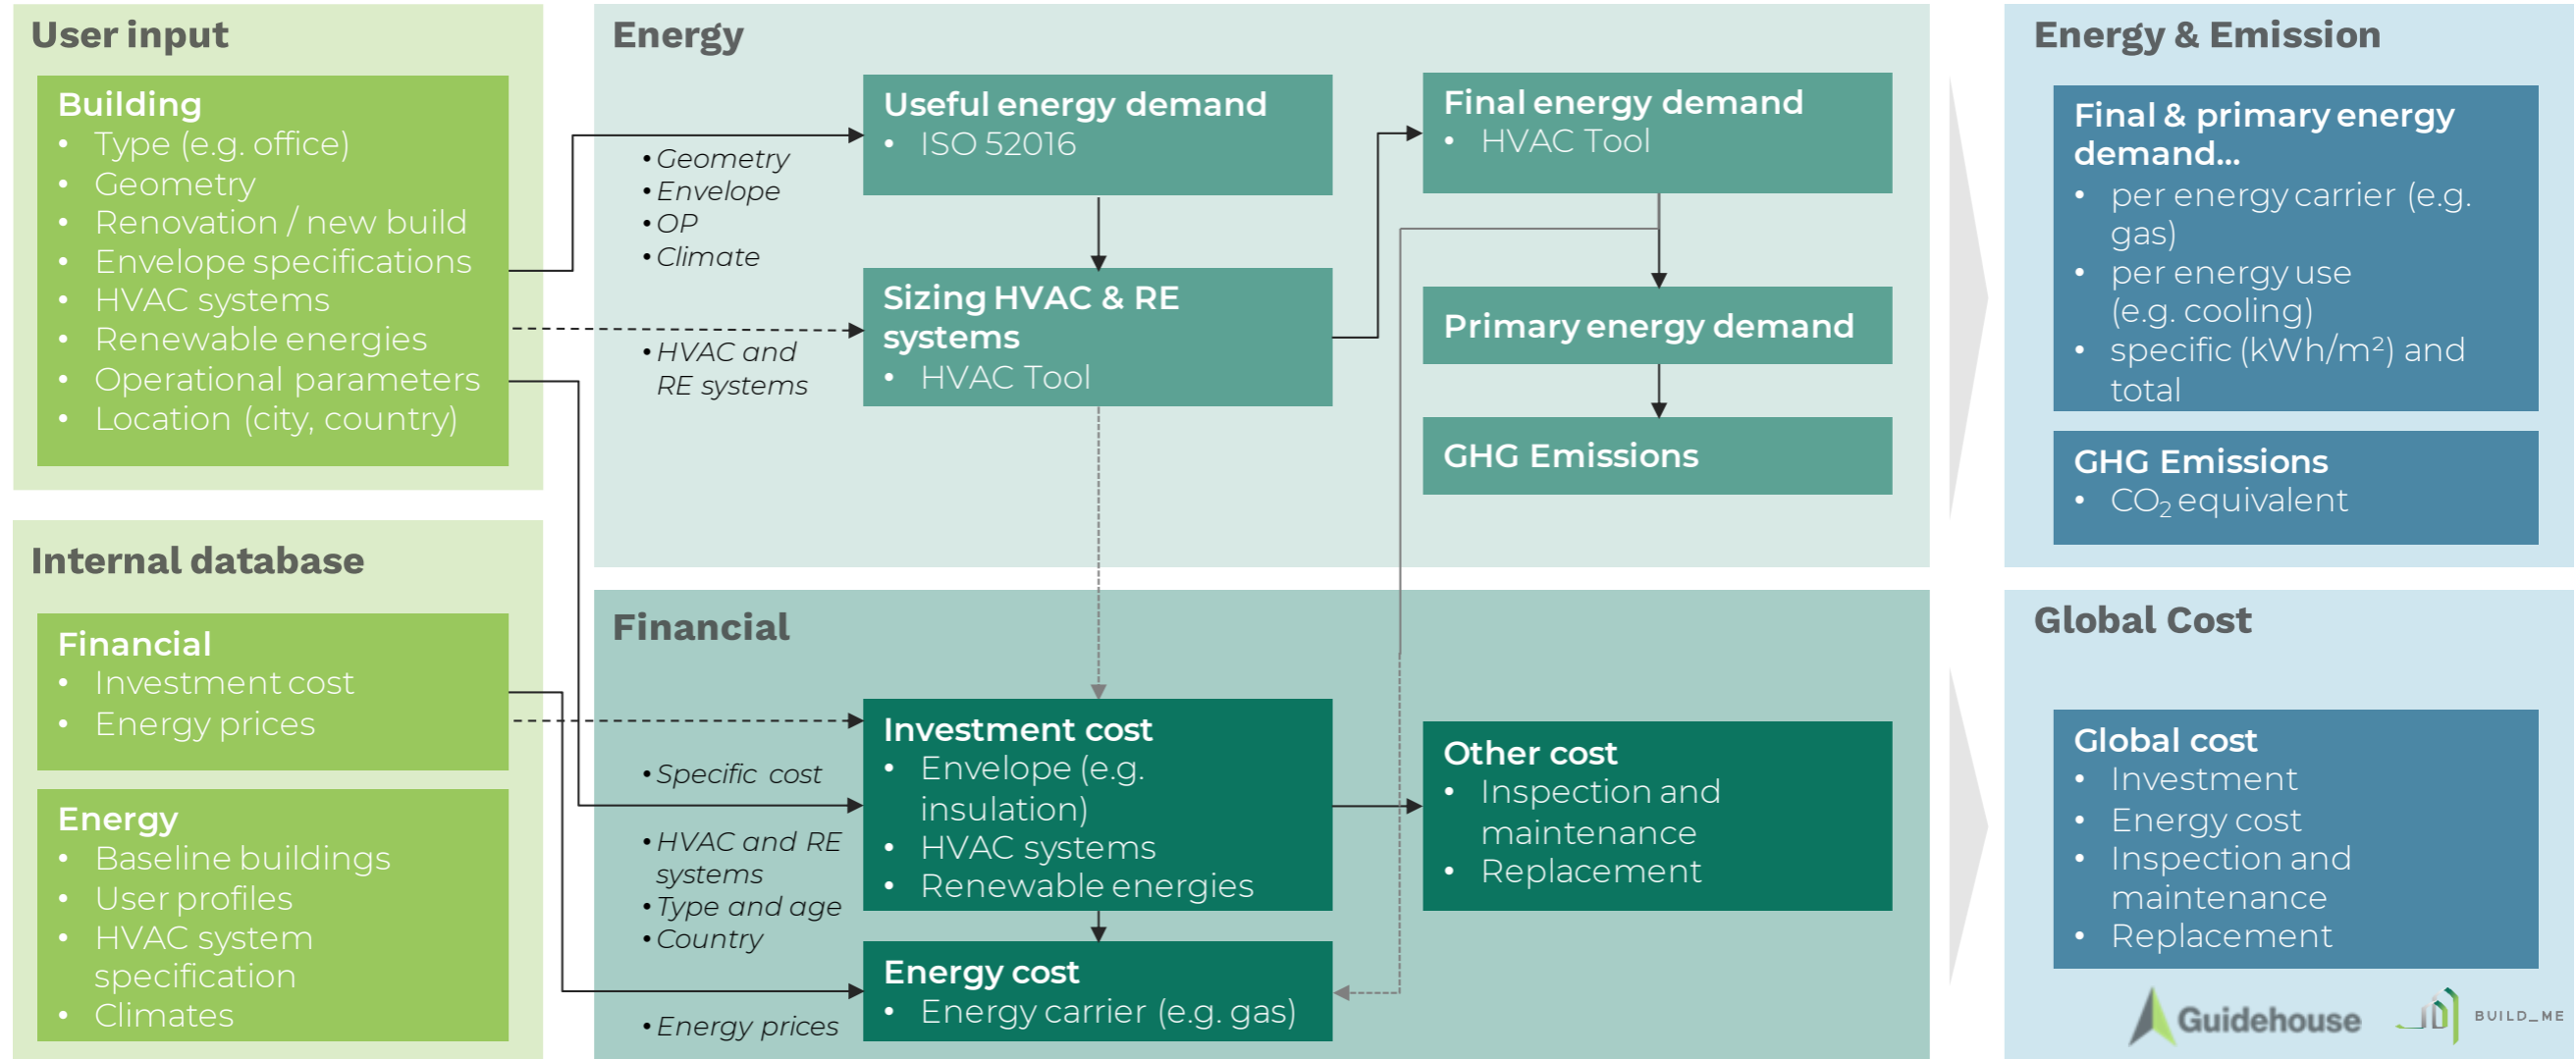 User input
Building
• Type (e.g. office)
• Geometry
• Renovation / new build
• Envelope specifications
• HVAC systems
• Renewable energies
• Operational parameters
• Location (city, country)
Internal database
Financial
• Investment cost
• Energy prices
Energy
• Baseline buildings
• User profiles
• HVAC system
specification
• Climates
Energy
• Geometry
• Envelope
• OP
• Climate
• HVAC and
RE systems
Useful energy demand
• ISO 52016
Sizing HVAC & RE
systems
• HVAC Tool
Final energy demand
• HVAC Tool
Primary energy demand
GHG Emissions
Financial
• Specific cost
• HVAC and RE
systems
• Type and age
• Country
• Energy prices
Investment cost
• Envelope (e.g.
insulation)
• HVAC systems
• Renewable energies
Energy cost
• Energy carrier (e.g. gas)
Other cost
• Inspection and
maintenance
• Replacement
Energy & Emission
Final & primary energy
demand...
• per energy carrier (e.g.
gas)
• per energy use
(e.g. cooling)
• specific (kWh/m²) and
total
GHG Emissions
• CO₂ equivalent
Global Cost
Global cost
• Investment
• Energy cost
• Inspection and
maintenance
• Replacement
Guidehouse
BUILD_ME